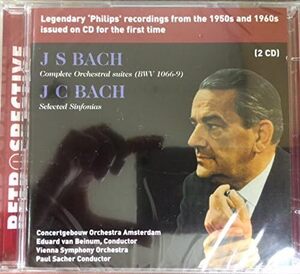 Legendary 'Philips' recordings from the 1950s and 1960s
issued on CD for the first time
(2 CD)
J S BACH
Complete Orchestral suites (BWV 1066-9)
J C BACH
Selected Sinfonias
RETROSPECTIVE
Concertgebouw Orchestra Amsterdam
Eduard van Beinum, Conductor
Vienna Symphony Orchestra
Paul Sacher Conductor